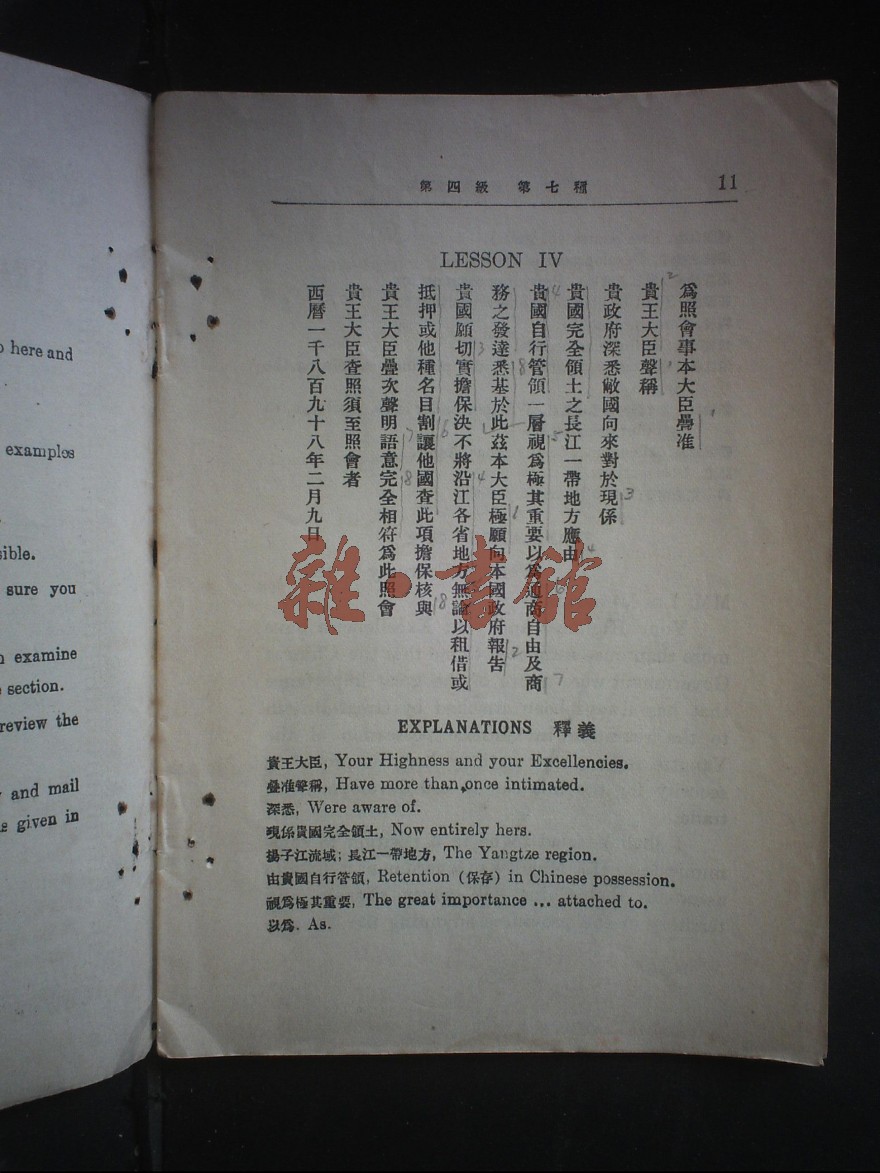 o here and
examples
sible.
sure you
examine
section.
review the
and mail
given in
第四級 第七種 11
LESSON IV
爲照會事本大臣疊准
貴王大臣聲稱
貴政府深悉敝國向來對於現係
貴國完全領土之長江一帶地方應由
貴國自行管領一層視爲極其重要以爲通商自由及商
務之發達悉基於此茲本大臣極願向本國政府報告
貴國願切實擔保決不將沿江各省地方無論以租借或
抵押或他種名目割讓他國查此項擔保核與
貴王大臣疊次聲明語意完全相符爲此照會
貴王大臣查照須至照會者
西曆一千八百九十八年二月九日
雜·書館
EXPLANATIONS 釋義
貴王大臣, Your Highness and your Excellencies.
疊准聲稱, Have more than once intimated.
深悉, Were aware of.
現係貴國完全領土, Now entirely hers.
揚子江流域; 長江一帶地方, The Yangtze region.
由貴國自行管領, Retention (保存) in Chinese possession.
視爲極其重要, The great importance ... attached to.
以爲, As.